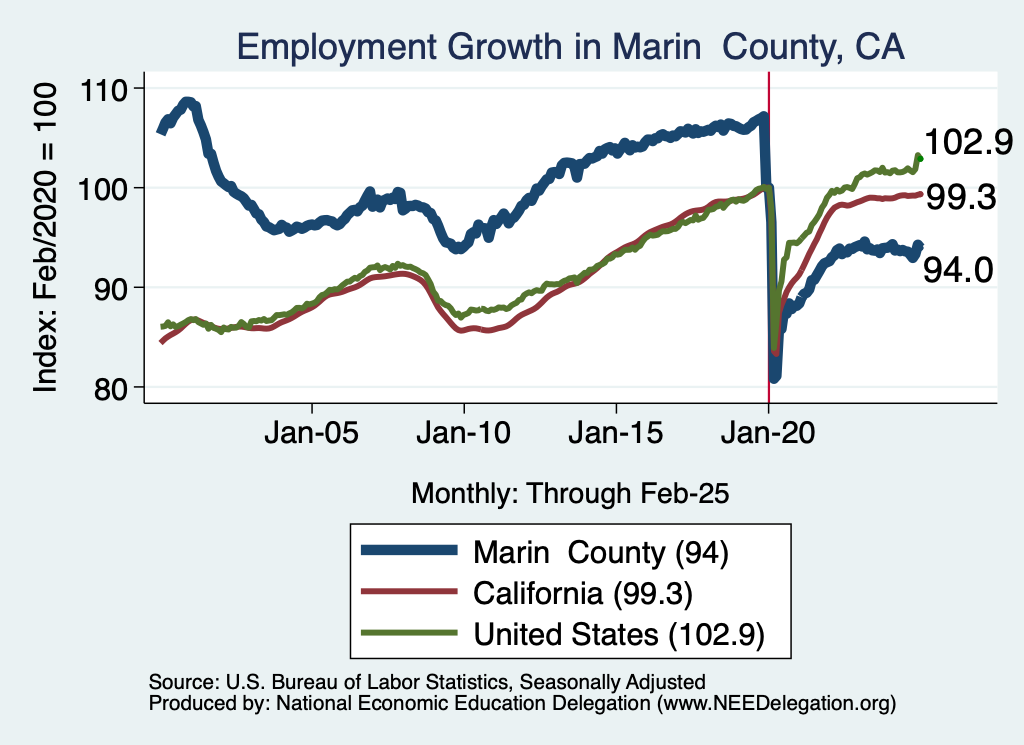 Employment Growth in Marin  County, CA
Index: Feb/2020 = 100
110
100
90
80
102.9
99.3
94.0
Jan-05 Jan-10 Jan-15 Jan-20
Monthly: Through Feb-25
Marin  County (94)
California (99.3)
United States (102.9)
Source: U.S. Bureau of Labor Statistics, Seasonally Adjusted
Produced by: National Economic Education Delegation (www.NEEDelegation.org)